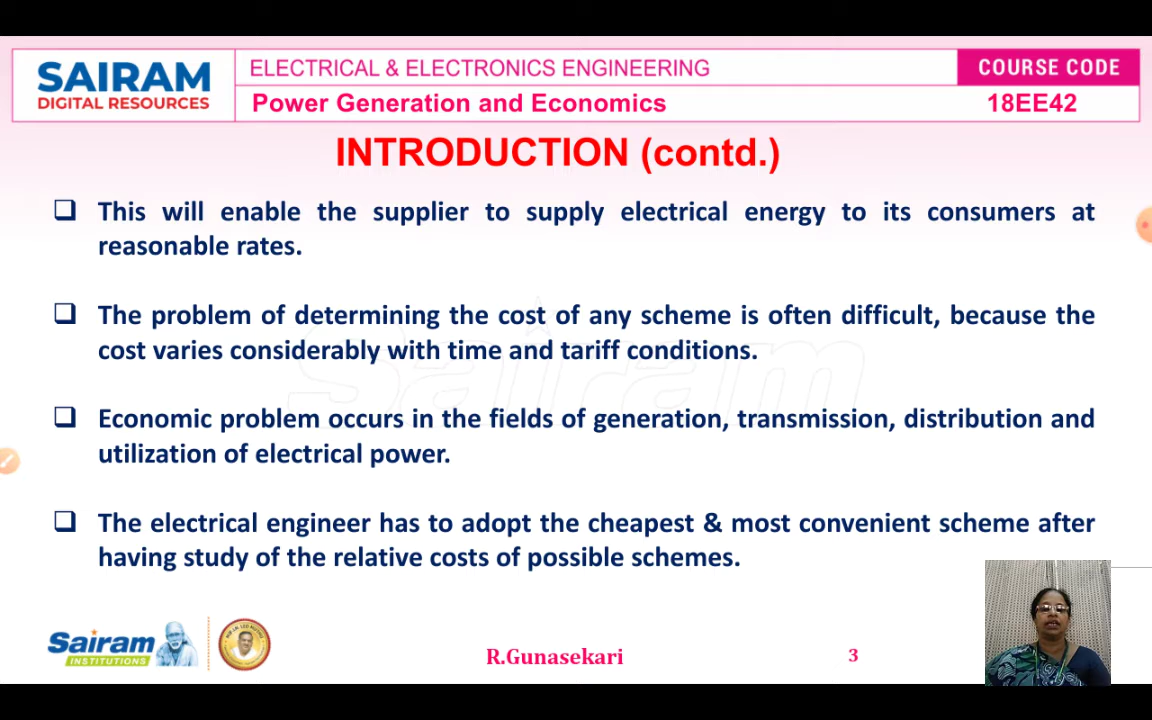 SAIRAM
DIGITAL RESOURCES
ELECTRICAL & ELECTRONICS ENGINEERING
Power Generation and Economics
COURSE CODE
18EE42
INTRODUCTION (contd.)
This will enable the supplier to supply electrical energy to its consumers at
reasonable rates.
The problem of determining the cost of any scheme is often difficult, because the
cost varies considerably with time and tariff conditions.
Economic problem occurs in the fields of generation, transmission, distribution and
utilization of electrical power.
The electrical engineer has to adopt the cheapest & most convenient scheme after
having study of the relative costs of possible schemes.
Sairam
Sairam
INSTITUTIONS
R.Gunasekari
3